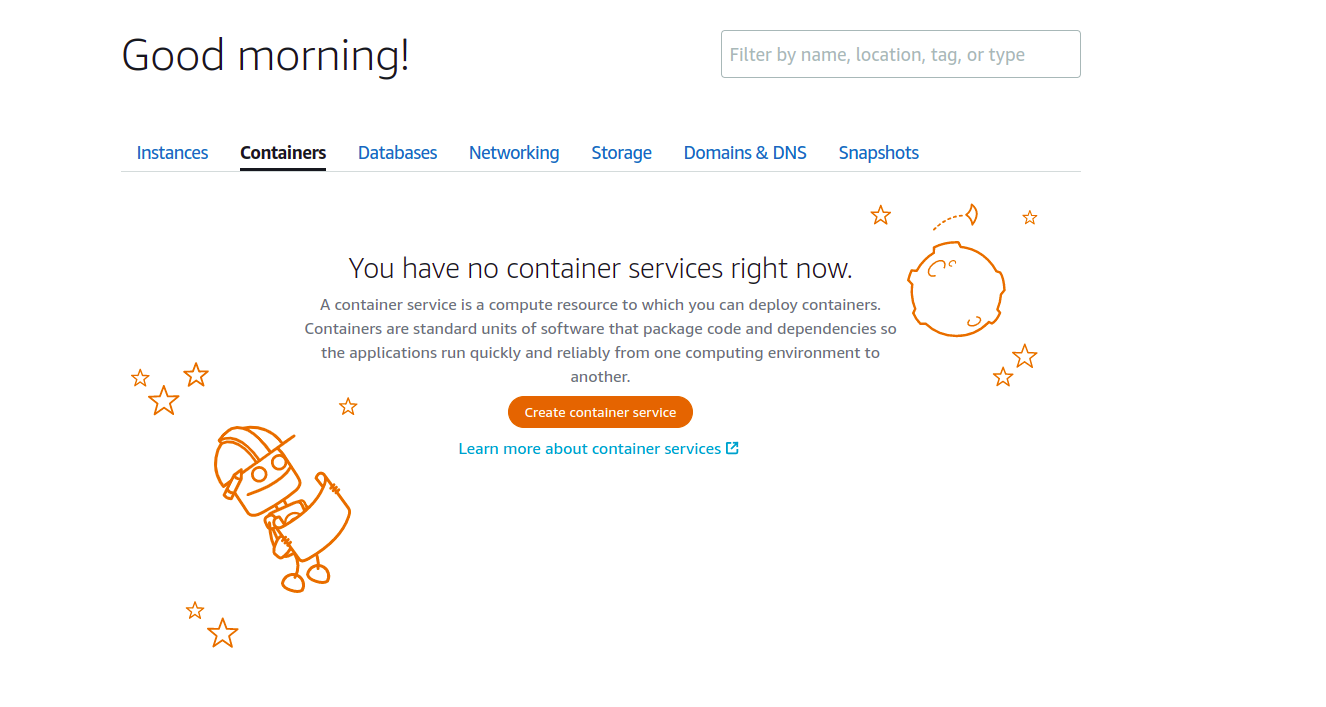 Good morning!
Filter by name, location, tag, or type
Instances Containers Databases Networking Storage Domains & DNS Snapshots
You have no container services right now.
A container service is a compute resource to which you can deploy containers.
Containers are standard units of software that package code and dependencies so
the applications run quickly and reliably from one computing environment to
another.
Create container service
Learn more about container services